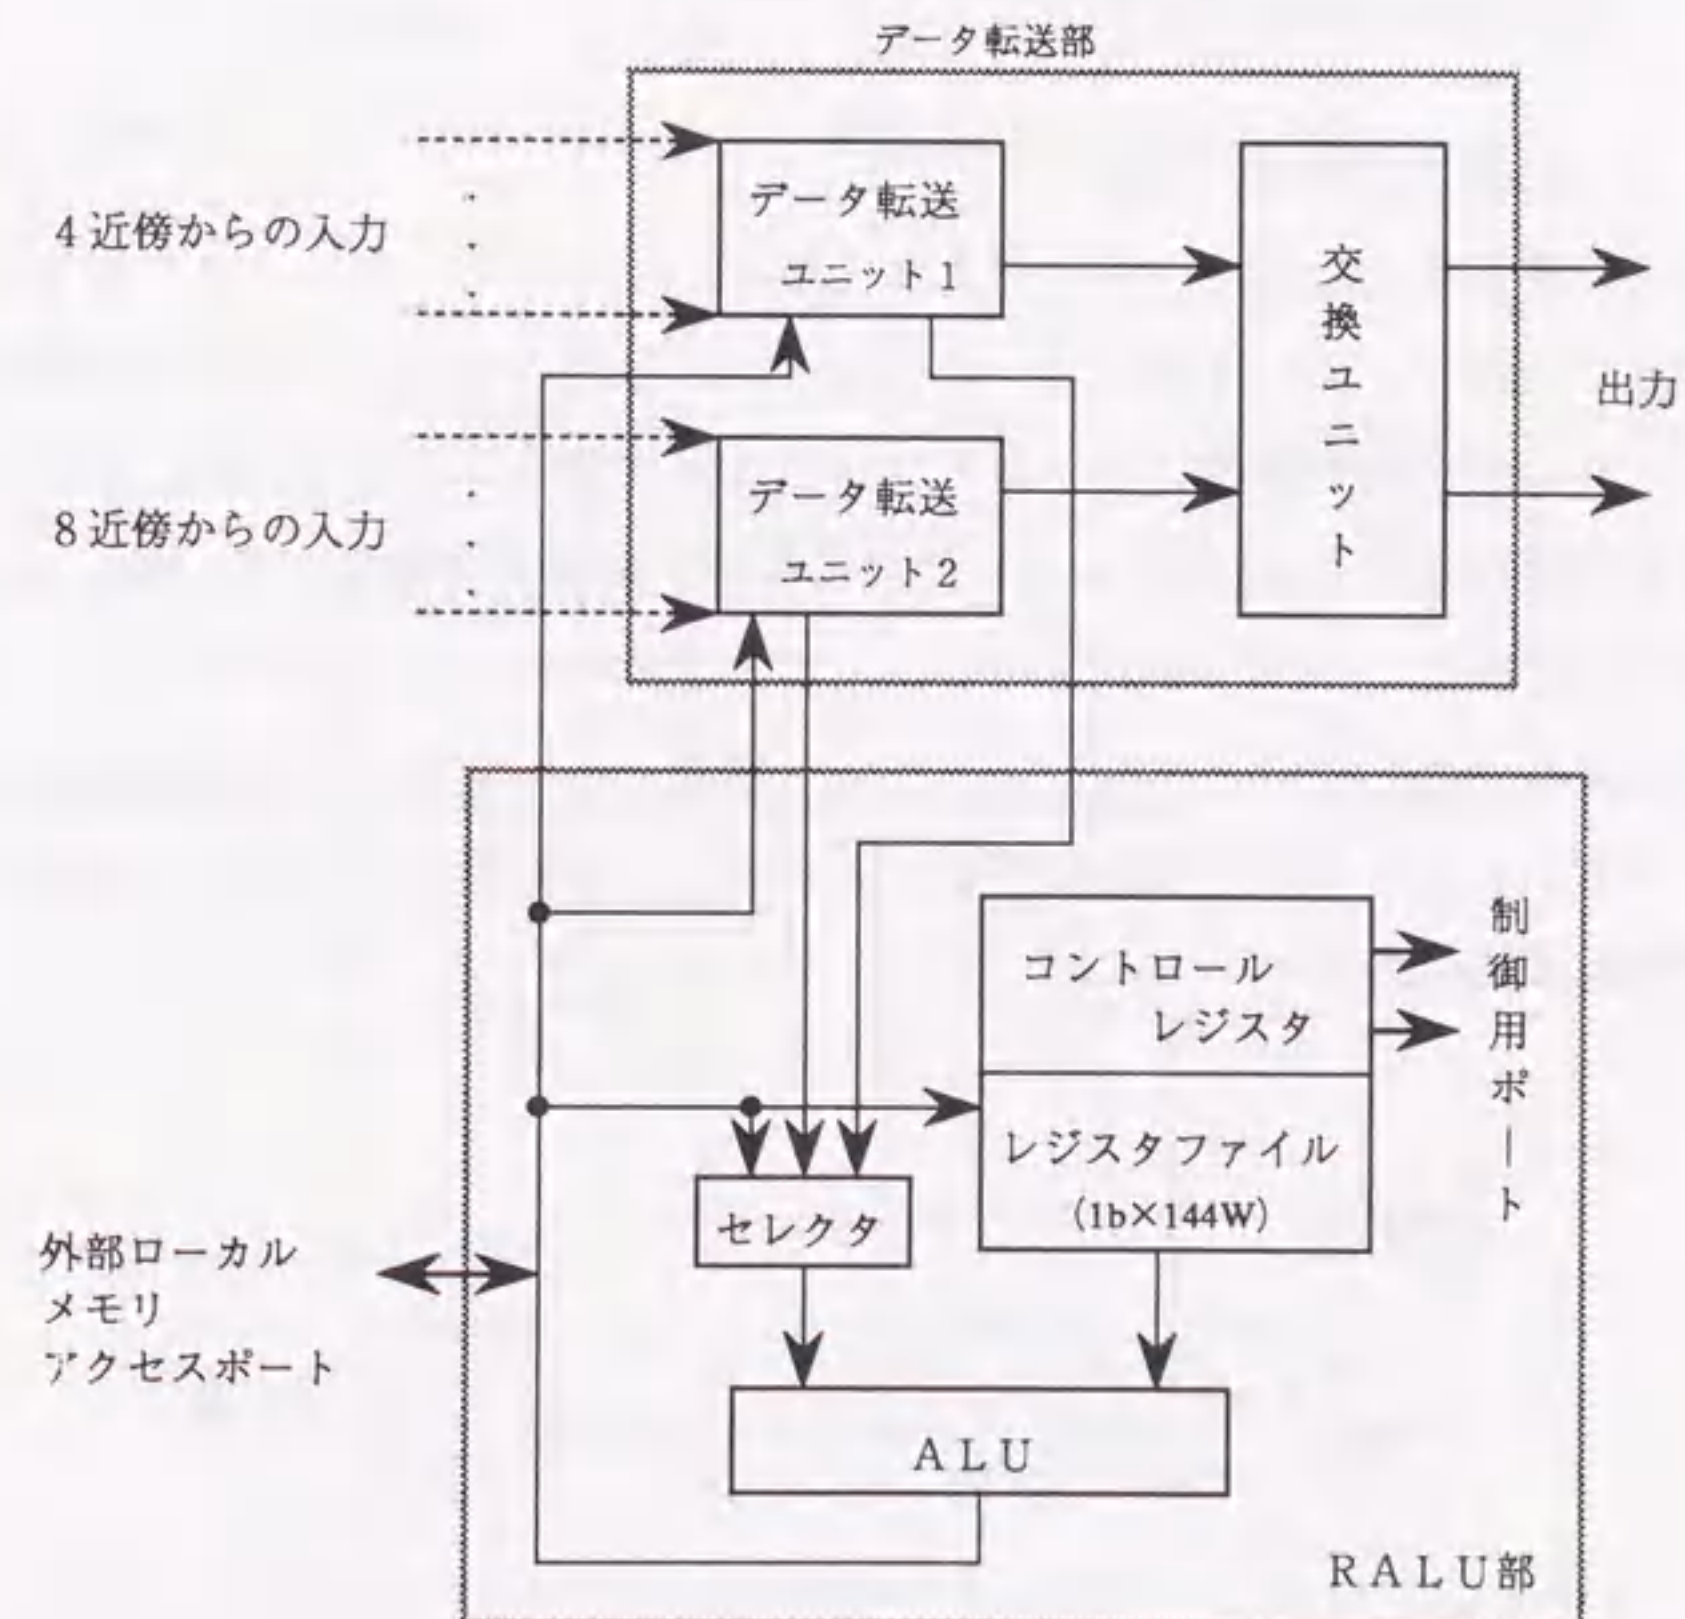 データ転送部
4近傍からの入力
データ転送
ユニット1
交換ユニット
出力
8近傍からの入力
データ転送
ユニット2
コントロール
レジスタ
制御用ポート
レジスタファイル
(1b×144W)
セレクタ
外部ローカル
メモリ
アクセスポート
ALU
RALU部